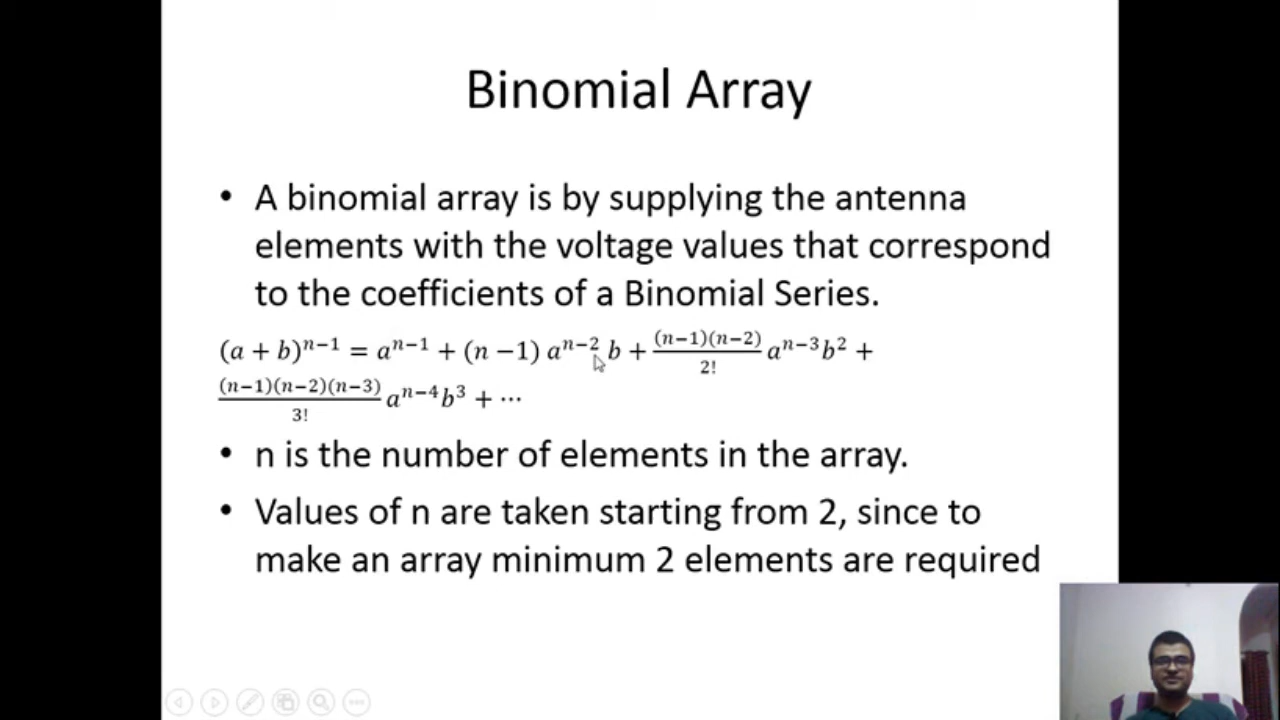 Binomial Array
• A binomial array is by supplying the antenna
elements with the voltage values that correspond
to the coefficients of a Binomial Series.
(a + b)^{n−1} = a^{n−1} + (n −1) a^{n−2} b + \frac{(n−1)(n−2)}{2!} a^{n−3}b^2 +
\frac{(n−1)(n−2)(n−3)}{3!} a^{n−4}b^3 + ⋯
• n is the number of elements in the array.
• Values of n are taken starting from 2, since to
make an array minimum 2 elements are required